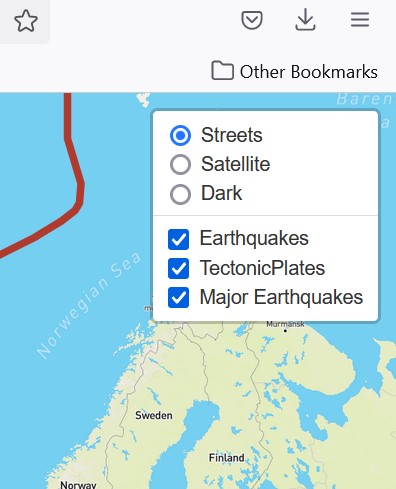 Other Bookmarks
Baren
a
Streets
Satellite
Dark
Earthquakes
TectonicPlates
Major Earthquakes
Norwegian Sea
m
Murmansk
Sweden
Finland
Norway